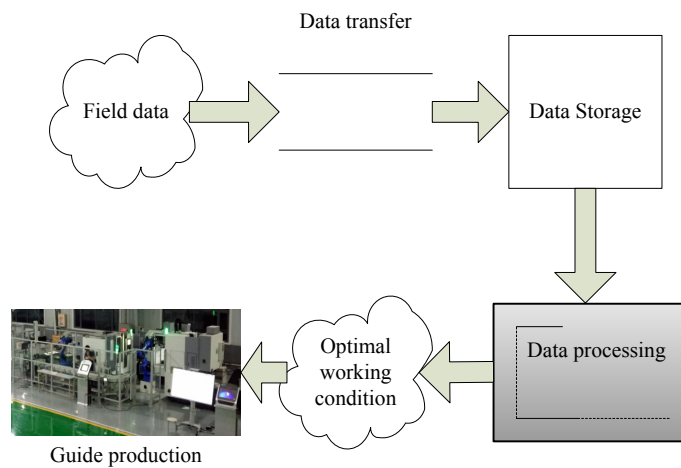 Data transfer
Field data
Data Storage
Data processing
Optimal
working
condition
Guide production